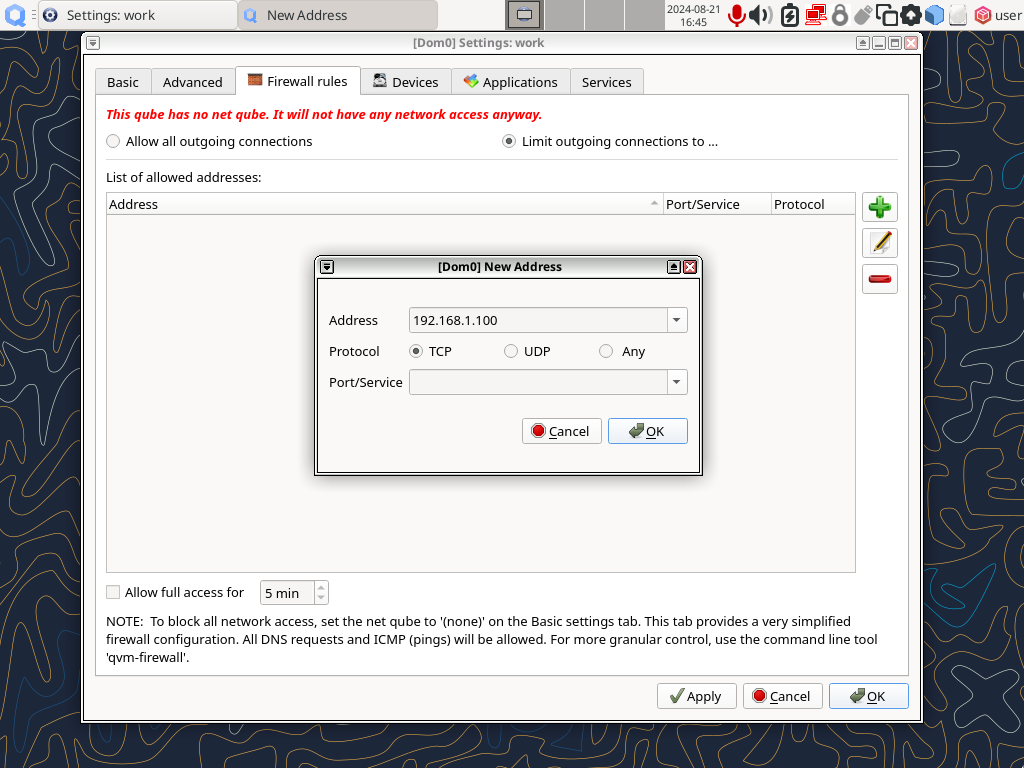 Settings: work
New Address
2024-08-21
16:45
user
[Dom0] Settings: work
Basic
Advanced
Firewall rules
Devices
Applications
Services
This qube has no net qube. It will not have any network access anyway.
Allow all outgoing connections
Limit outgoing connections to ...
List of allowed addresses:
Address
Port/Service
Protocol
[Dom0] New Address
Address
192.168.1.100
Protocol
TCP
UDP
Any
Port/Service
Cancel
OK
Allow full access for
5 min
NOTE: To block all network access, set the net qube to '(none)' on the Basic settings tab. This tab provides a very simplified
firewall configuration. All DNS requests and ICMP (pings) will be allowed. For more granular control, use the command line tool
'qvm-firewall'.
Apply
Cancel
OK